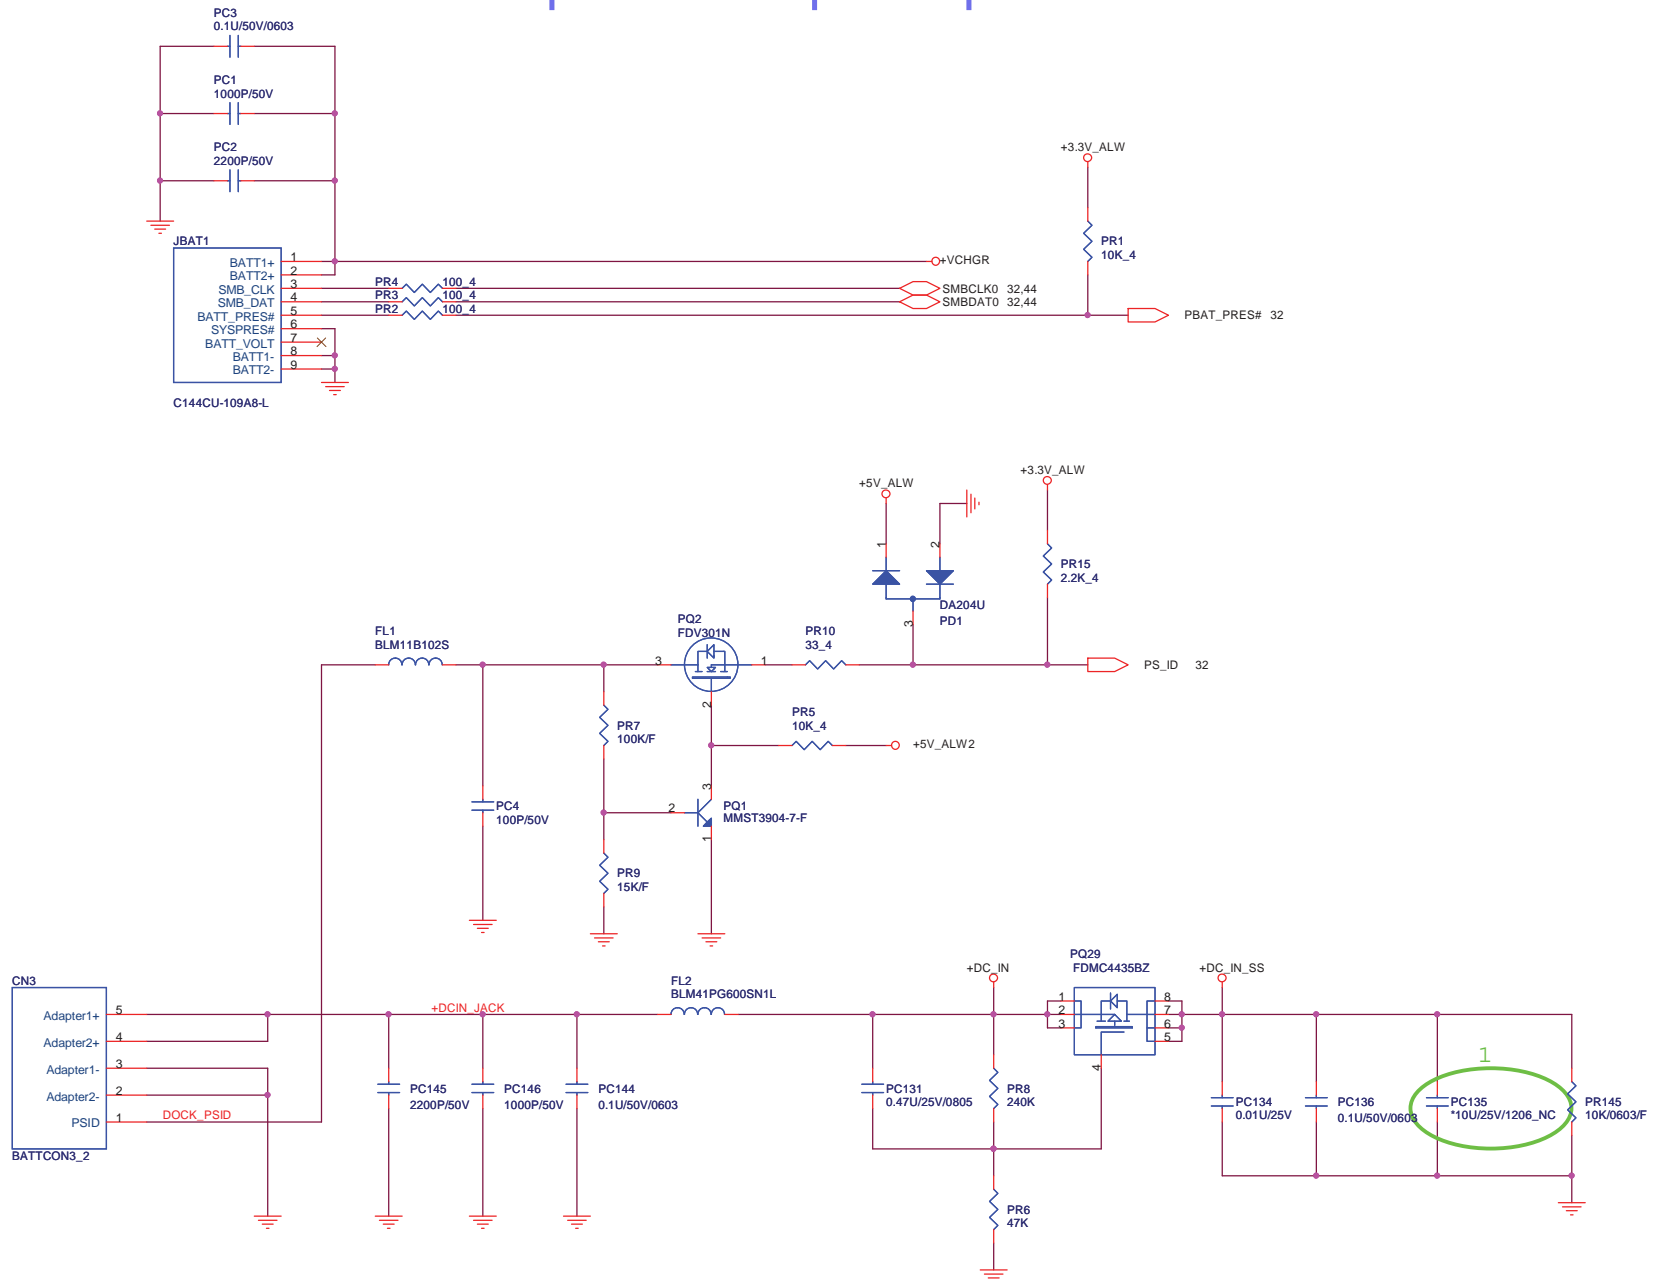 PC3
0.1U/50V/0603
PC1
1000P/50V
PC2
2200P/50V
+3.3V_ALW
PR1
10K_4
JBAT1
BATT1+ 1
BATT2+ 2
SMB_CLK 3
SMB_DAT 4
BATT_PRES# 5
SYSPRES# 6
BATT_VOLT 7
BATT1- 8
BATT2- 9
C144CU-109A8-L
PR4 100_4
PR3 100_4
PR2 100_4
+VCHGR
SMBCLK0 32,44
SMBDAT0 32,44
PBAT_PRES# 32
+5V_ALW
+3.3V_ALW
1
2
3
DA204U
PD1
PR15
2.2K_4
FL1
BLM11B102S
PQ2
FDV301N
3
1
2
PR10
33_4
PS_ID 32
PR7
100K/F
PR5
10K_4
+5V_ALW2
PC4
100P/50V
3
2
1
PQ1
MMST3904-7-F
PR9
15K/F
CN3
Adapter1+ 5
Adapter2+ 4
Adapter1- 3
Adapter2- 2
PSID 1
BATTCON3_2
DOCK_PSID
+DCIN_JACK
FL2
BLM41PG600SN1L
PC145
2200P/50V
PC146
1000P/50V
PC144
0.1U/50V/0603
+DC_IN
PQ29
FDMC4435BZ
1
2
3
8
7
6
5
4
+DC_IN_SS
PC131
0.47U/25V/0805
PR8
240K
PR6
47K
PC134
0.01U/25V
PC136
0.1U/50V/0603
1
PC135
*10U/25V/1206_NC
PR145
10K/0603/F